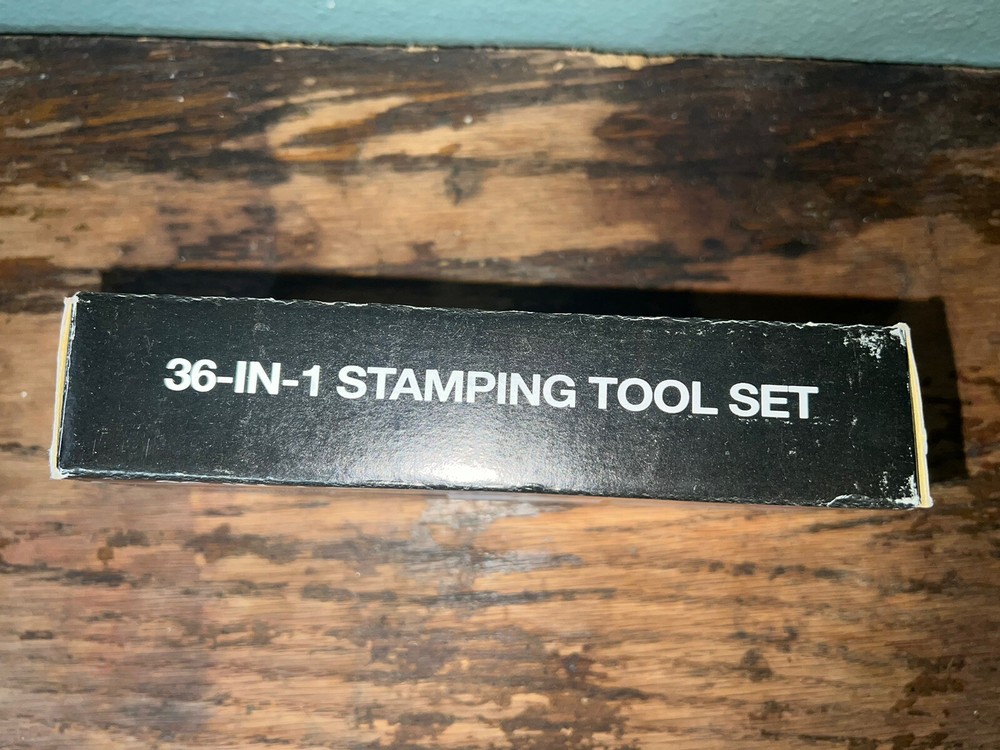 36-IN-1 STAMPING TOOL SET